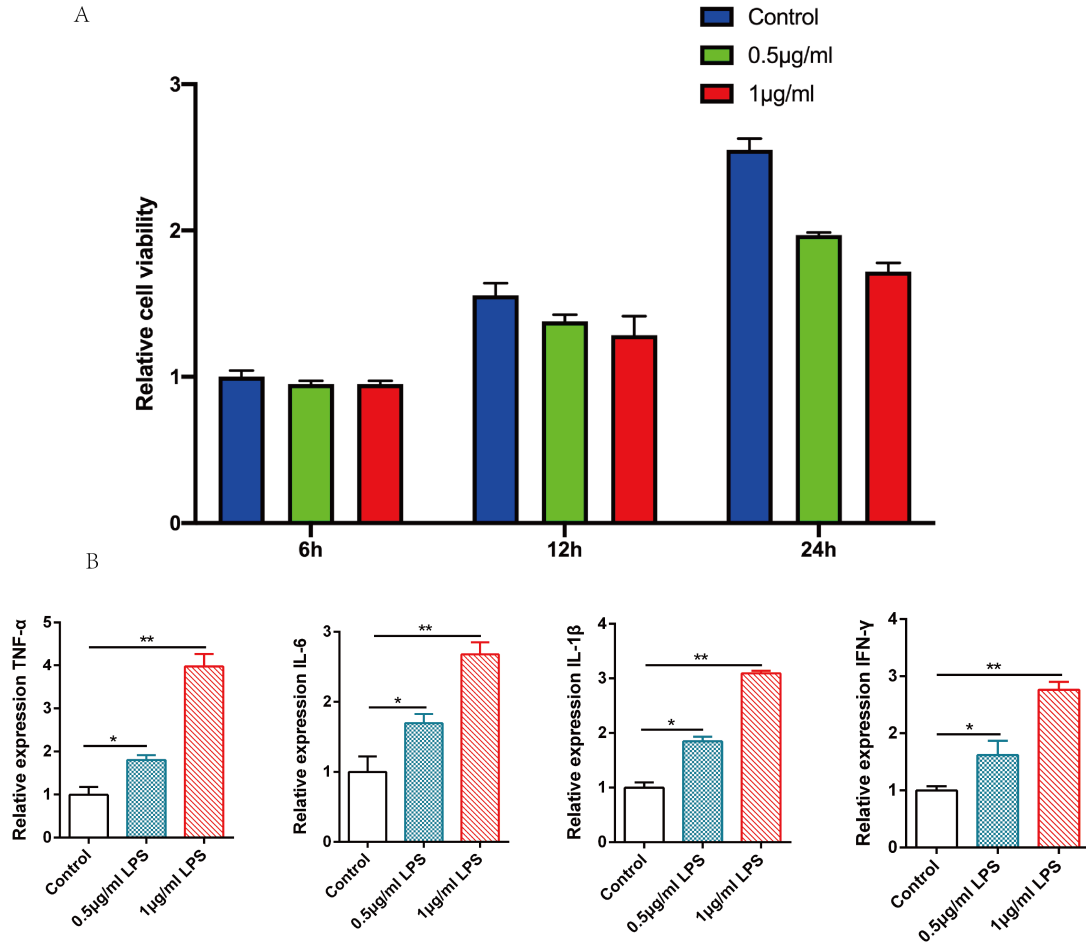 A
Control
0.5μg/ml
1μg/ml
Relative cell viability
3
2
1
0
6h 12h 24h
B
Relative expression TNF-α
5
4
3
2
1
0
**
*
Control
0.5μg/ml LPS
1μg/ml LPS
Relative expression IL-6
3
2
1
0
**
*
Control
0.5μg/ml LPS
1μg/ml LPS
Relative expression IL-1β
4
3
2
1
0
**
*
Control
0.5μg/ml LPS
1μg/ml LPS
Relative expression IFN-γ
4
3
2
1
0
**
*
Control
0.5μg/ml LPS
1μg/ml LPS